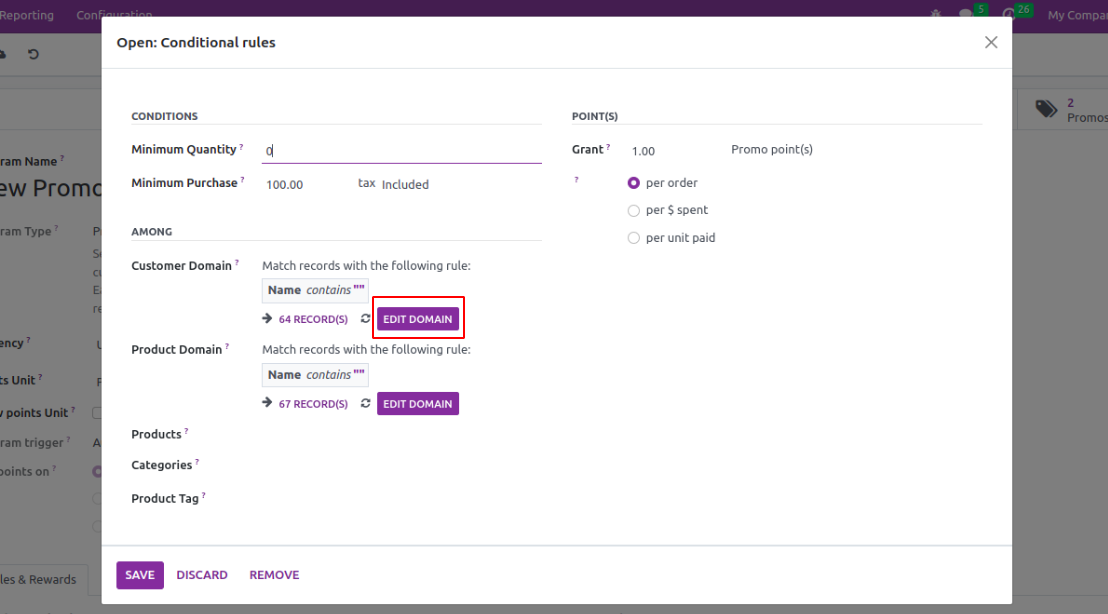 Reporting
Configuration
5
26
My Compar
Open: Conditional rules
2
Promos
CONDITIONS
Minimum Quantity ?
0
Minimum Purchase ?
100.00
tax Included
POINT(S)
Grant ?
1.00
Promo point(s)
?
per order
per $ spent
per unit paid
AMONG
Customer Domain ?
Match records with the following rule:
Name contains ""
64 RECORD(S)
EDIT DOMAIN
Product Domain ?
Match records with the following rule:
Name contains ""
67 RECORD(S)
EDIT DOMAIN
Products ?
Categories ?
Product Tag ?
SAVE
DISCARD
REMOVE
ram Name ?
ew Promo
ram Type ?
ency ?
ts Unit ?
v points Unit ?
ram trigger ?
points on ?
les & Rewards